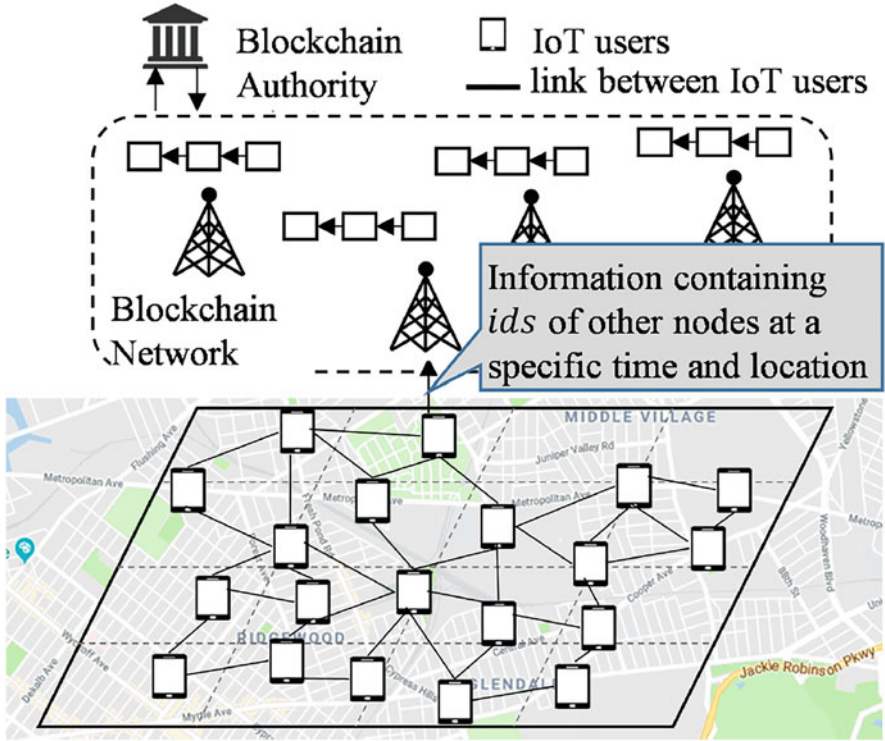 Blockchain
Authority
IoT users
link between IoT users
Blockchain
Network
Information containing
ids of other nodes at a
specific time and location
MIDDLE VILLAGE
Flushing Ave
Juniper Valley Rd
Yellowstone
Metropolitan Ave
Metropolitan Ave
Fresh Pond R
Woodhaven Blvd
Cooper Ave
88th St
RIDGEWOOD
Central Ave
Wyckoff Ave
Dekalb Ave
Cypress Hills
GLENDALE
Jackie Robinson Pkwy
Myrtle Ave